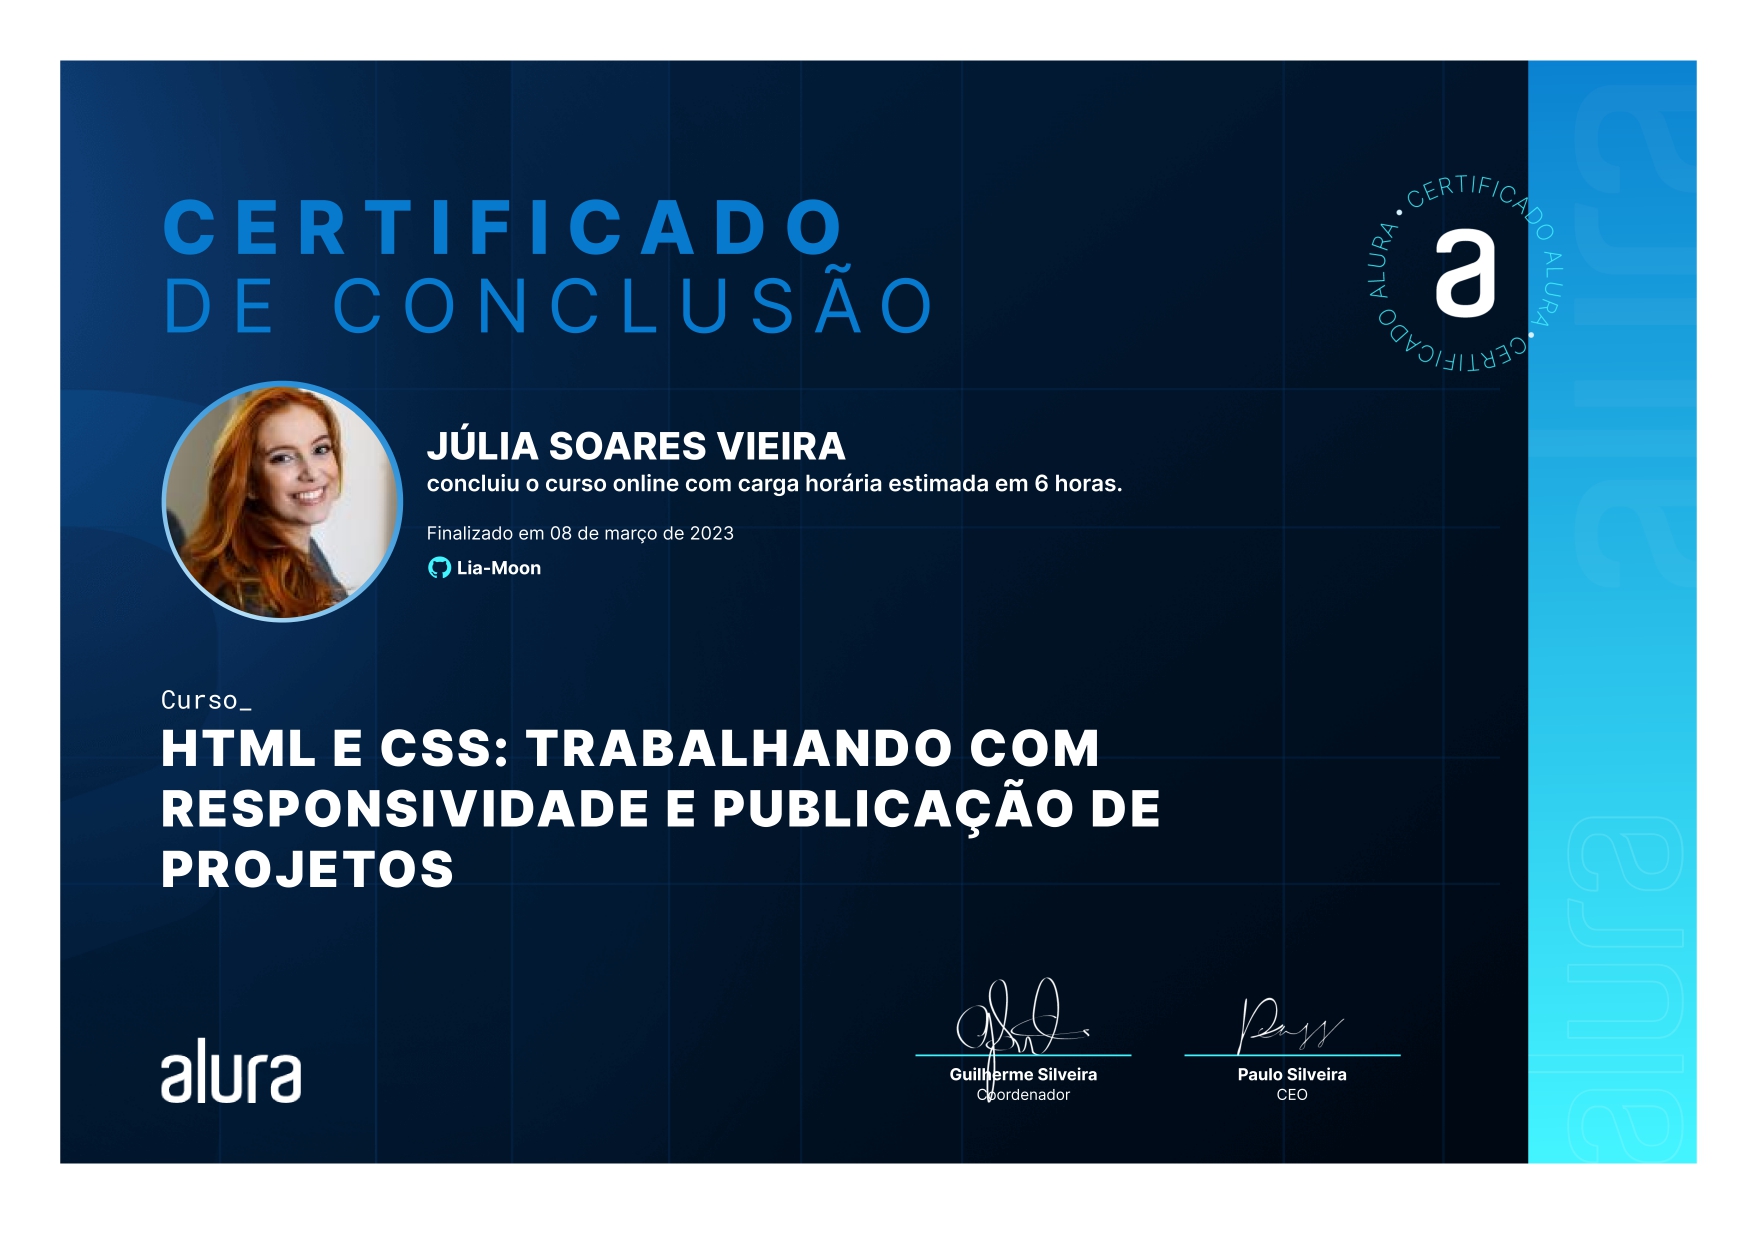 CERTIFICADO
DE CONCLUSÃO
CERTIFICADO ALURA • CERTIFICADO ALURA •
a
JÚLIA SOARES VIEIRA
concluiu o curso online com carga horária estimada em 6 horas.
Finalizado em 08 de março de 2023
Lia-Moon
Curso_
HTML E CSS: TRABALHANDO COM
RESPONSIVIDADE E PUBLICAÇÃO DE
PROJETOS
alura
Guilherme Silveira
Coordenador
Paulo Silveira
CEO
alura
alura